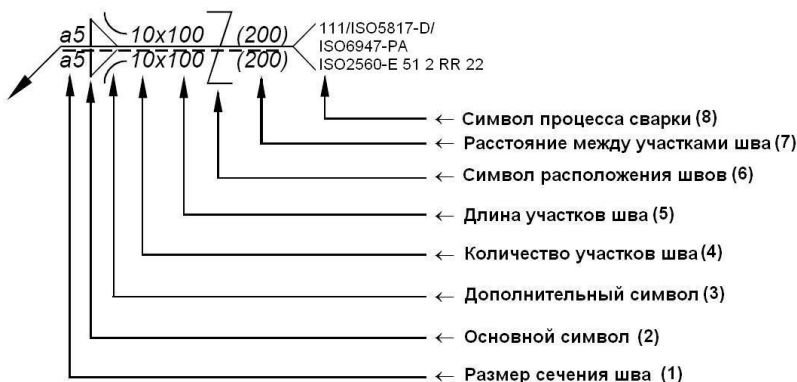 a5 10x100 (200)
a5 10x100 (200)
111/ISO5817-D/
ISO6947-PA
ISO2560-E 51 2 RR 22
← Символ процесса сварки (8)
← Расстояние между участками шва (7)
← Символ расположения швов (6)
← Длина участков шва (5)
← Количество участков шва (4)
← Дополнительный символ (3)
← Основной символ (2)
← Размер сечения шва (1)